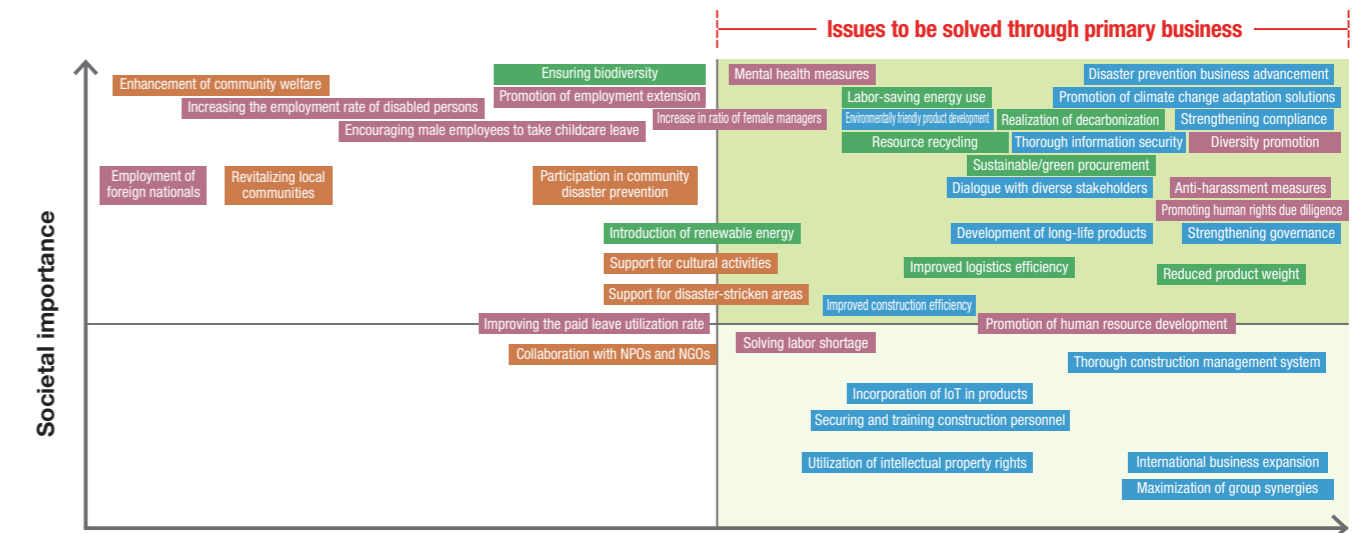 Issues to be solved through primary business
Societal importance
Enhancement of community welfare
Ensuring biodiversity
Mental health measures
Disaster prevention business advancement
Increasing the employment rate of disabled persons
Promotion of employment extension
Labor-saving energy use
Promotion of climate change adaptation solutions
Encouraging male employees to take childcare leave
Increase in ratio of female managers
Environmentally friendly product development
Realization of decarbonization
Strengthening compliance
Resource recycling
Thorough information security
Diversity promotion
Sustainable/green procurement
Employment of
foreign nationals
Revitalizing local
communities
Participation in community
disaster prevention
Dialogue with diverse stakeholders
Anti-harassment measures
Promoting human rights due diligence
Introduction of renewable energy
Development of long-life products
Strengthening governance
Support for cultural activities
Improved logistics efficiency
Reduced product weight
Support for disaster-stricken areas
Improved construction efficiency
Improving the paid leave utilization rate
Promotion of human resource development
Solving labor shortage
Collaboration with NPOs and NGOs
Thorough construction management system
Incorporation of IoT in products
Securing and training construction personnel
Utilization of intellectual property rights
International business expansion
Maximization of group synergies